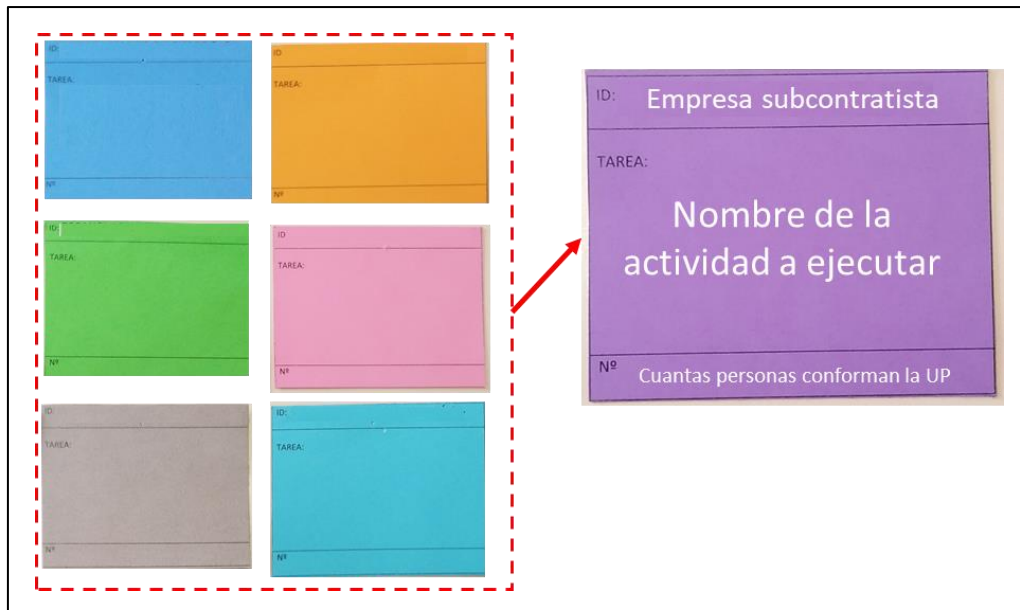 ID:
TAREA:
Nº
ID
TAREA:
Nº
ID:
TAREA:
Nº
ID
TAREA:
Nº
ID
TAREA:
Nº
ID:
TAREA:
Nº
ID: Empresa subcontratista
TAREA:
Nombre de la
actividad a ejecutar
Nº Cuantas personas conforman la UP